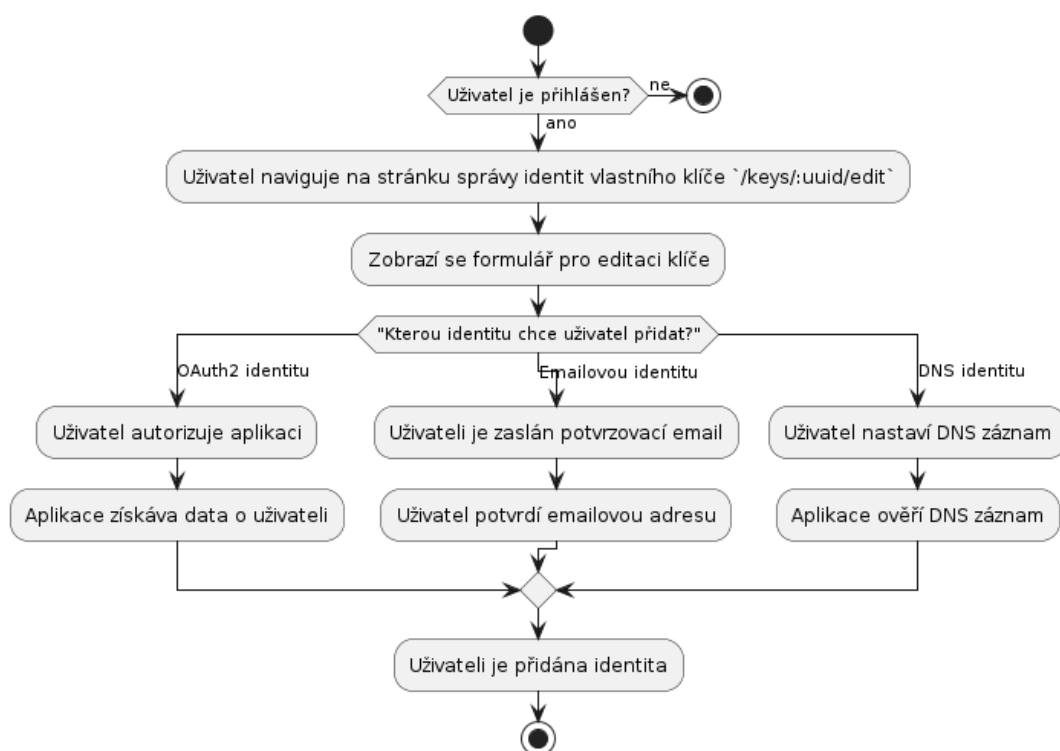 Uživatel je přihlášen?
ne
ano
Uživatel naviguje na stránku správy identit vlastního klíče `/keys/:uuid/edit`
Zobrazí se formulář pro editaci klíče
"Kterou identitu chce uživatel přidat?"
OAuth2 identitu
Emailovou identitu
DNS identitu
Uživatel autorizuje aplikaci
Uživateli je zaslán potvrzovací email
Uživatel nastaví DNS záznam
Aplikace získáva data o uživateli
Uživatel potvrdí emailovou adresu
Aplikace ověří DNS záznam
Uživateli je přidána identita